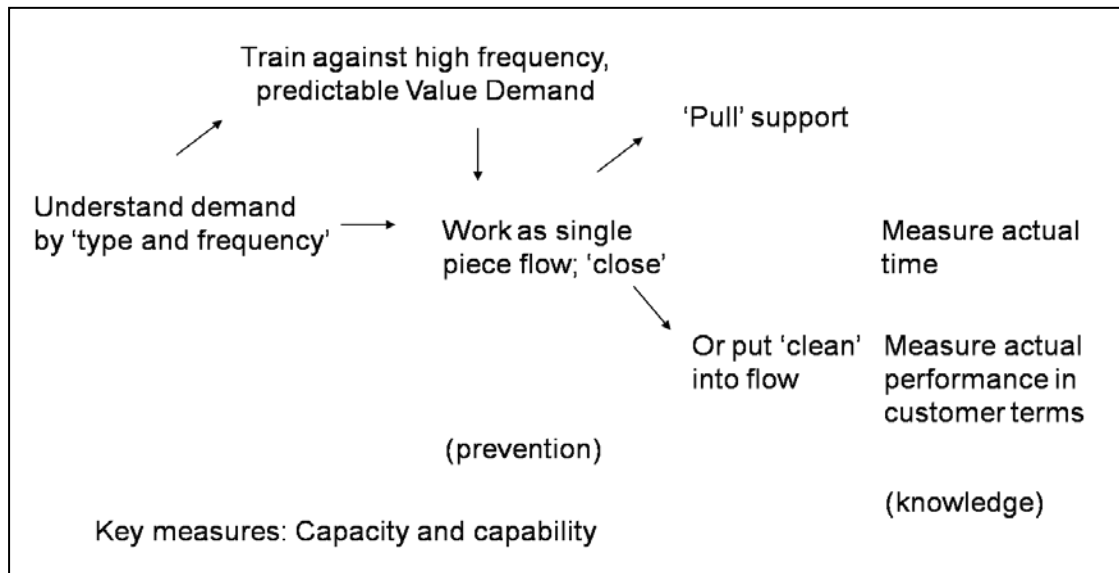 Train against high frequency,
predictable Value Demand
‘Pull’ support
Understand demand
by ‘type and frequency’
Work as single
piece flow; ‘close’
Measure actual
time
Or put ‘clean’
into flow
Measure actual
performance in
customer terms
(prevention)
(knowledge)
Key measures: Capacity and capability